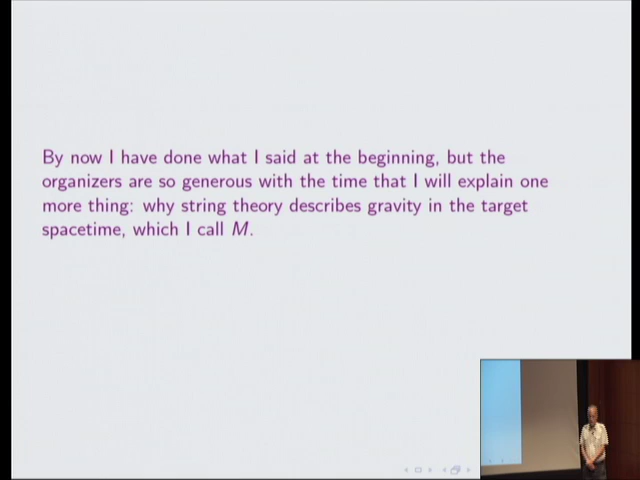 By now I have done what I said at the beginning, but the
organizers are so generous with the time that I will explain one
more thing: why string theory describes gravity in the target
spacetime, which I call M.